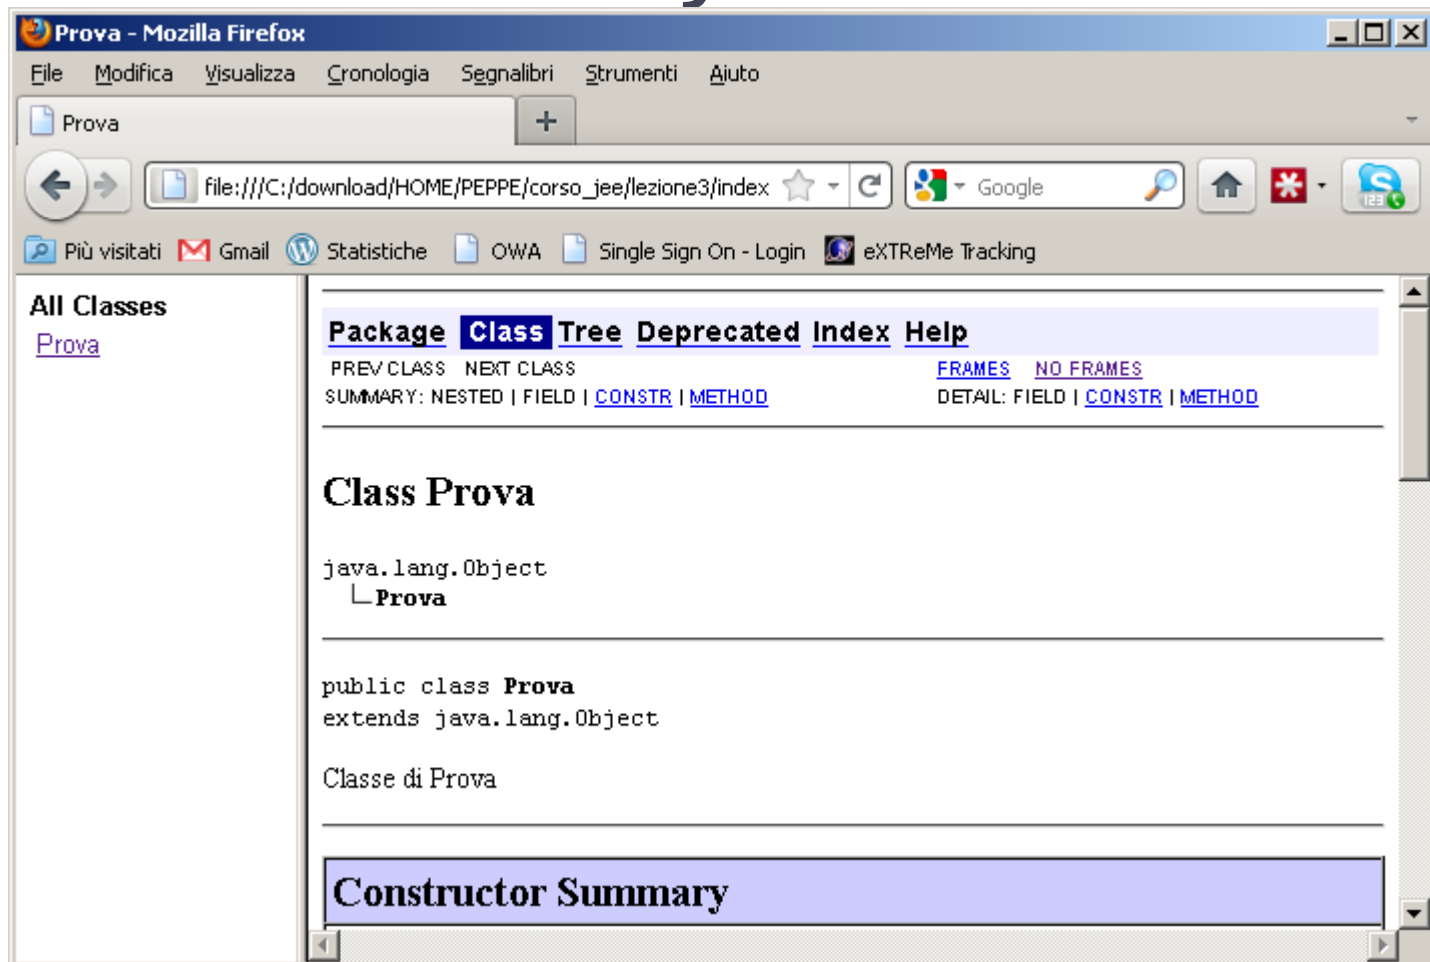 Prova - Mozilla Firefox
File Modifica Visualizza Cronologia Segnalibri Strumenti Aiuto
Prova
file:///C:/download/HOME/PEPPE/corso_jee/lezione3/index Google
Più visitati Gmail Statistiche OWA Single Sign On - Login eXTReMe Tracking
All Classes
Prova
Package Class Tree Deprecated Index Help
PREV CLASS NEXT CLASS FRAMES NO FRAMES
SUMMARY: NESTED | FIELD | CONSTR | METHOD DETAIL: FIELD | CONSTR | METHOD
Class Prova
java.lang.Object
Prova
public class Prova
extends java.lang.Object
Classe di Prova
Constructor Summary